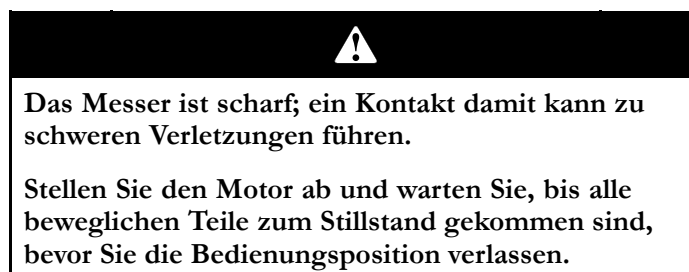 Das Messer ist scharf; ein Kontakt damit kann zu
schweren Verletzungen führen.
Stellen Sie den Motor ab und warten Sie, bis alle
beweglichen Teile zum Stillstand gekommen sind,
bevor Sie die Bedienungsposition verlassen.